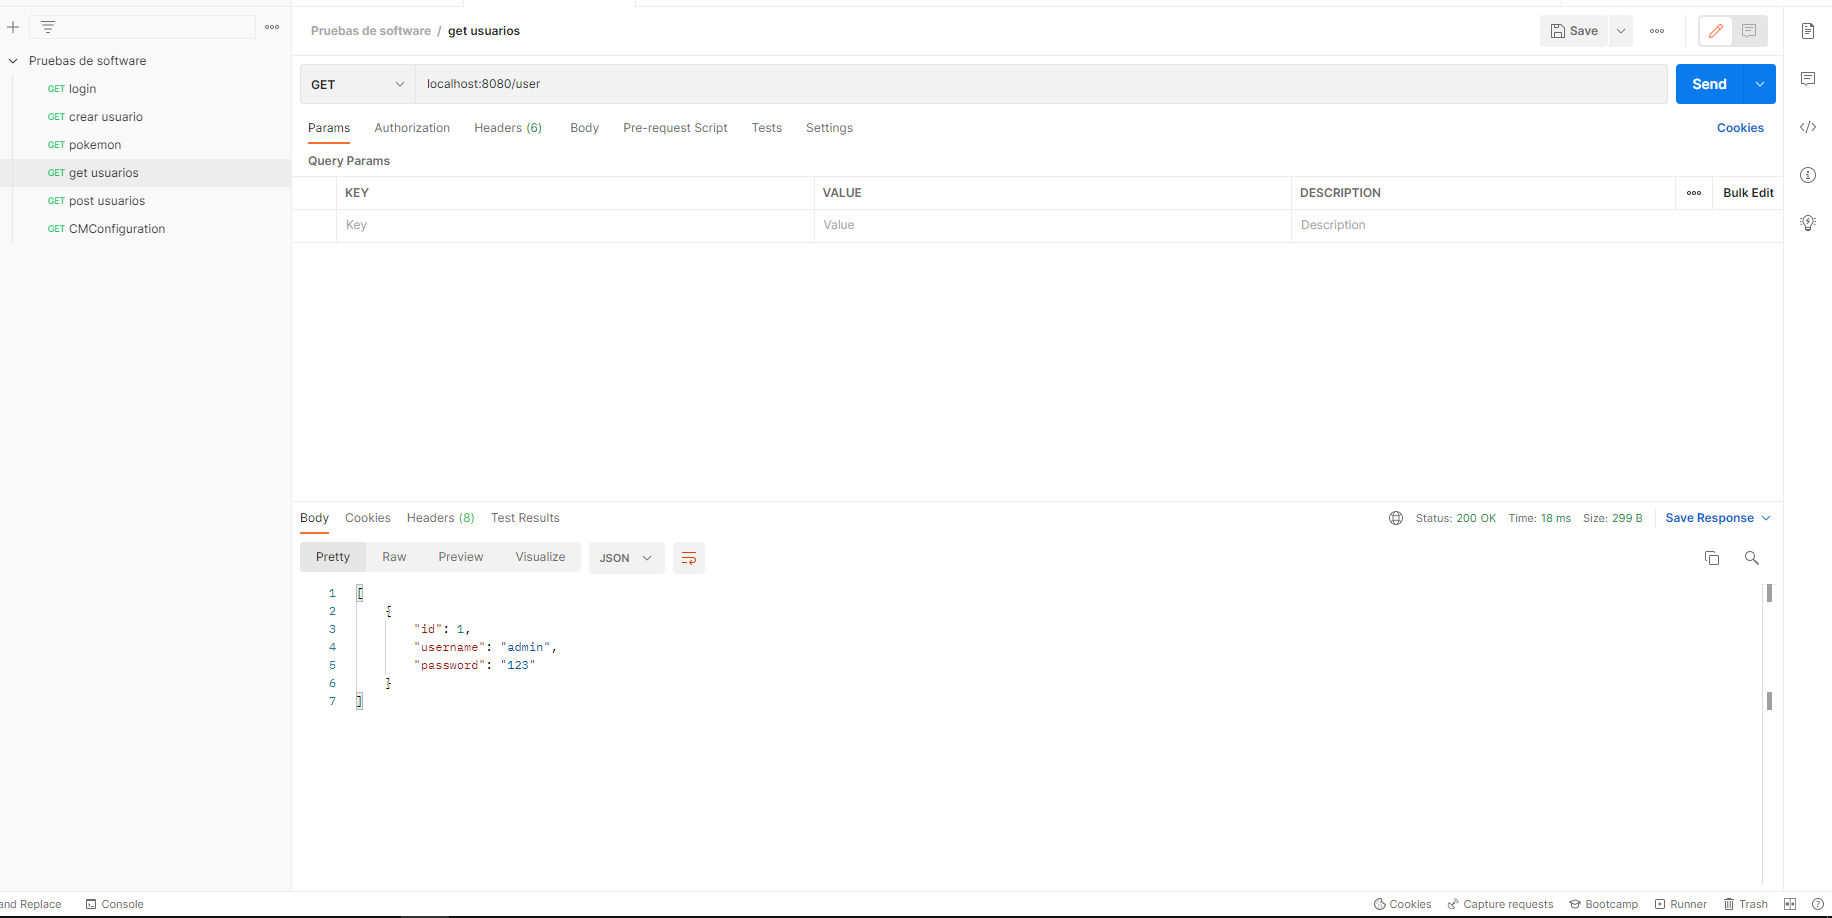 Pruebas de software / get usuarios
Save
Pruebas de software
GET login
GET crear usuario
GET pokemon
GET get usuarios
GET post usuarios
GET CMConfiguration
GET
localhost:8080/user
Send
Params Authorization Headers (6) Body Pre-request Script Tests Settings
Cookies
Query Params
KEY VALUE DESCRIPTION
Bulk Edit
Key Value Description
Body Cookies Headers (8) Test Results
Status: 200 OK Time: 18 ms Size: 299 B Save Response
Pretty Raw Preview Visualize JSON
1 [
2 {
3 "id": 1,
4 "username": "admin",
5 "password": "123"
6 }
7 ]
and Replace Console
Cookies Capture requests Bootcamp Runner Trash